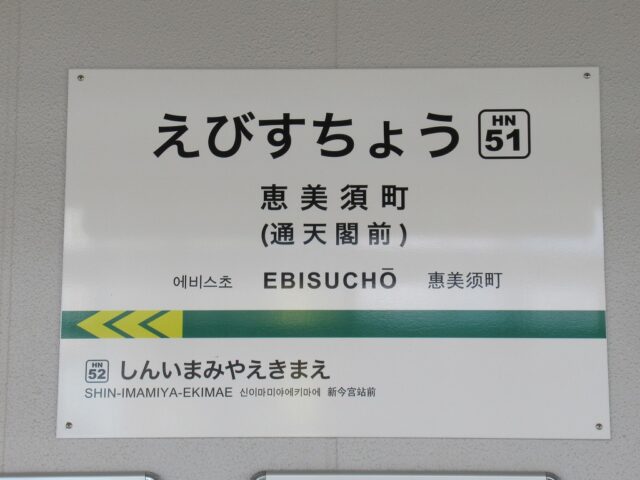 えびすちょう HN 51
恵美須町
(通天閣前)
에비스초 EBISUCHŌ 惠美须町
HN 52 しんいまみやえきまえ
SHIN-IMAMIYA-EKIMAE 신이마미야에키마에 新今宫站前